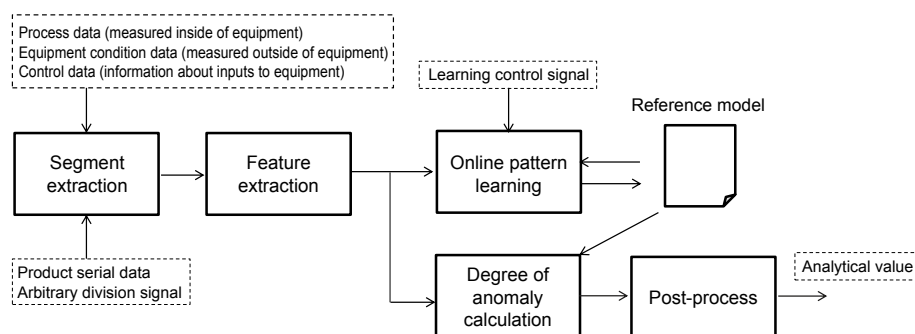 Process data (measured inside of equipment)
Equipment condition data (measured outside of equipment)
Control data (information about inputs to equipment)
Learning control signal
Reference model
Segment
extraction
Feature
extraction
Online pattern
learning
Product serial data
Arbitrary division signal
Degree of
anomaly
calculation
Post-process
Analytical value